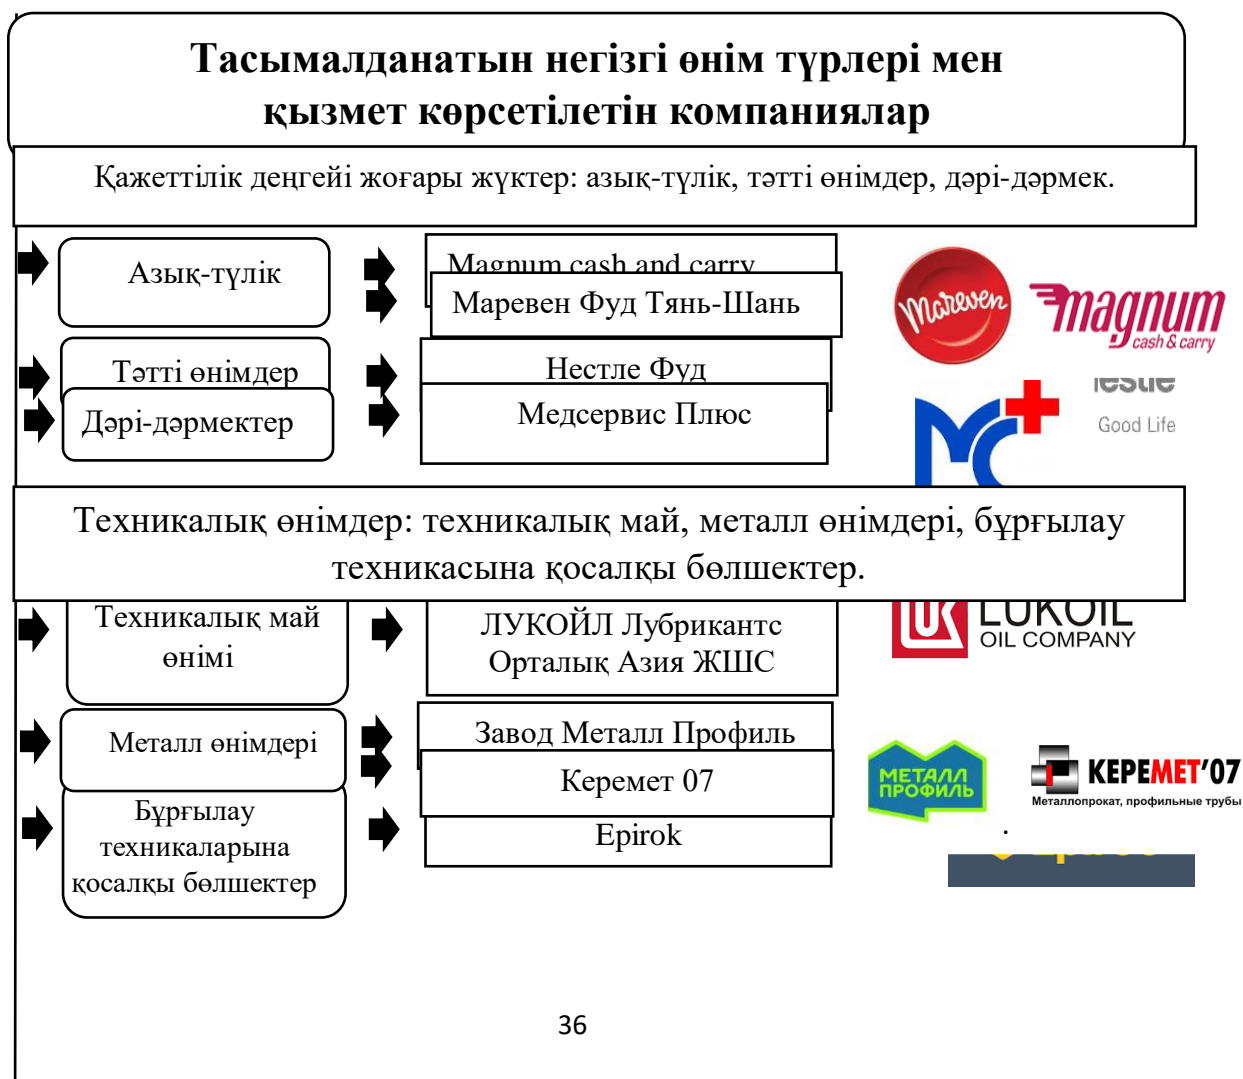 Тасымалданатын негізгі өнім түрлері мен
қызмет көрсетілетін компаниялар
Қажеттілік деңгейі жоғары жүктер: азық-түлік, тәтті өнімдер, дәрі-дәрмек.
Азық-түлік
Magnum cash and carry
Маревен Фуд Тянь-Шань
Mareven
magnum
cash & carry
Тәтті өнімдер
Нестле Фуд
Дәрі-дәрмектер
Медсервис Плюс
Good Life
Техникалық өнімдер: техникалық май, металл өнімдері, бұрғылау
техникасына қосалқы бөлшектер.
Техникалық май
өнімі
ЛУКОЙЛ Лубрикантс
Орталық Азия ЖШС
LUKOIL
OIL COMPANY
Металл өнімдері
Завод Металл Профиль
Керемет 07
МЕТАЛЛ
ПРОФИЛЬ
КЕРЕМЕТ'07
Металлопрокат, профильные трубы
Бұрғылау
техникаларына
қосалқы бөлшектер
Epirok
.
36